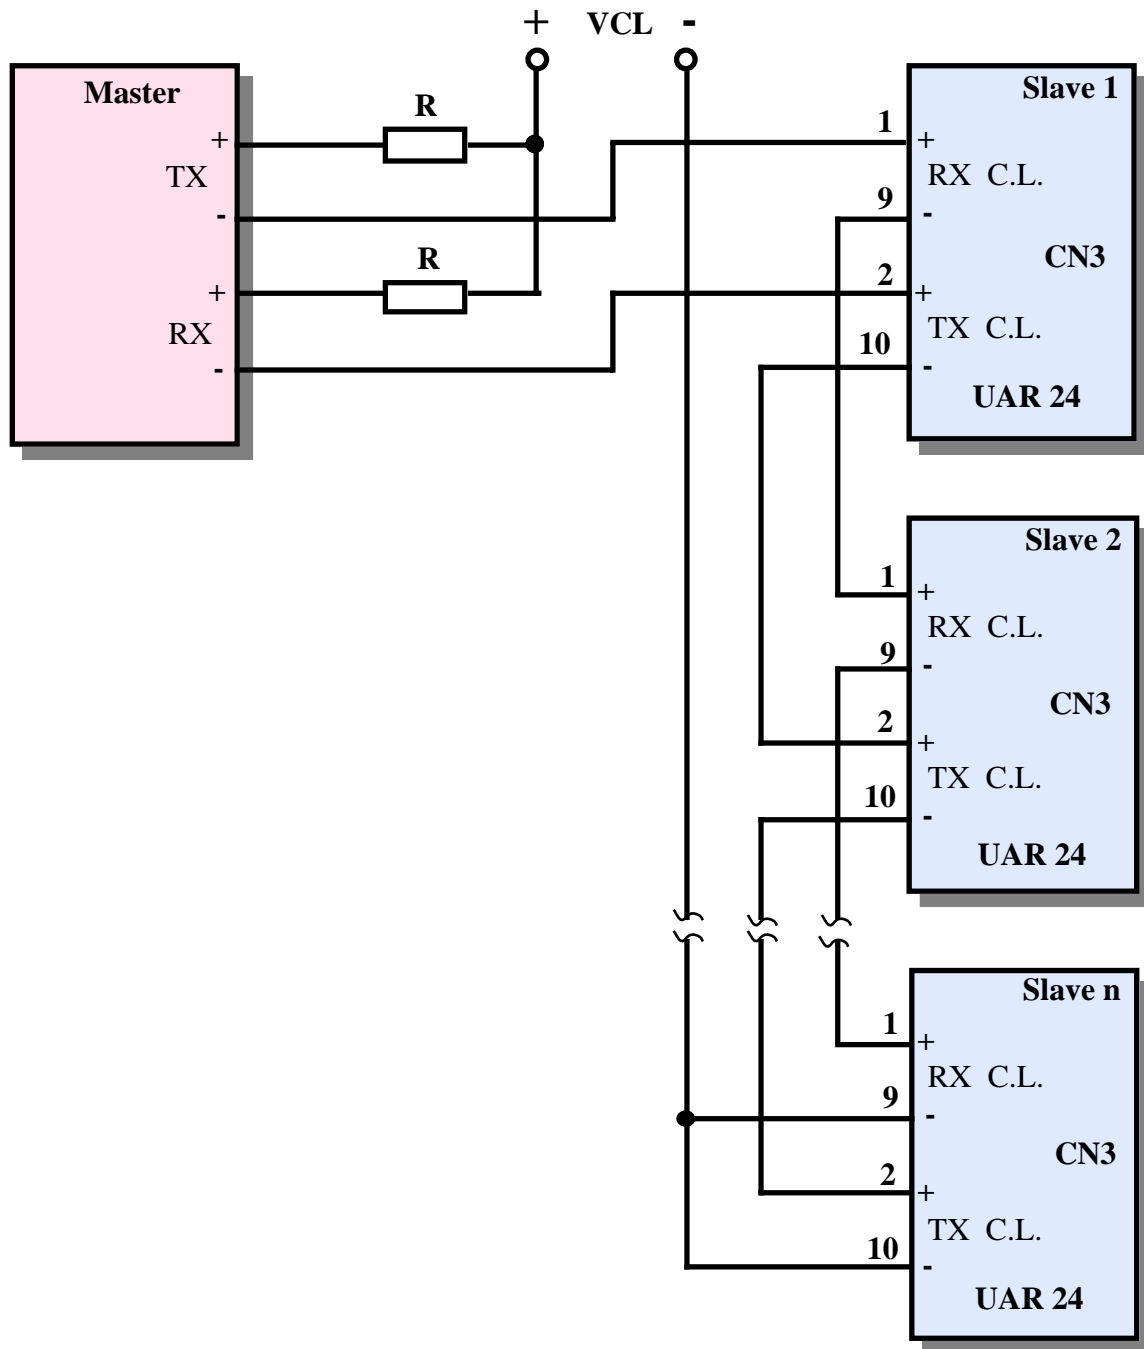 + VCL -
Master
R
+
TX
-
R
+
RX
-
Slave 1
1
+
RX C.L.
9
-
CN3
2
+
TX C.L.
10
-
UAR 24
Slave 2
1
+
RX C.L.
9
-
CN3
2
+
TX C.L.
10
-
UAR 24
Slave n
1
+
RX C.L.
9
-
CN3
2
+
TX C.L.
10
-
UAR 24